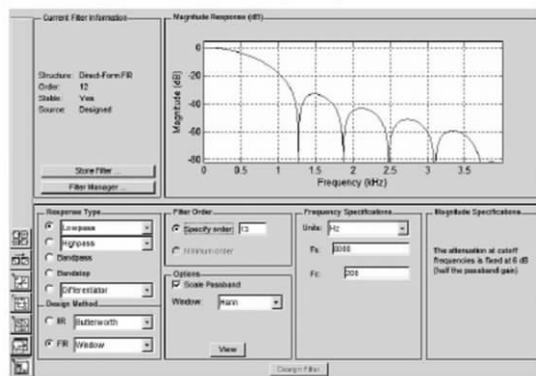 Current Filter Information
Structure: Direct-Form FIR
Order: 12
Stable: Yes
Source: Designed
Store Filter ...
Filter Manager ...
Magnitude Response (dB)
Magnitude (dB)
0
-20
-40
-60
-80
0 0.5 1 1.5 2 2.5 3 3.5
Frequency (kHz)
Response Type
Lowpass
Highpass
Bandpass
Bandstop
Differentiator
Design Method
IIR Butterworth
FIR Window
Filter Order
Specify order:
Minimum order
Options
Scale Passband
Window: Hann
View
Frequency Specifications
Units: Hz
Fs: 8000
Fc: 200
Magnitude Specifications
The attenuation at cutoff
frequencies is fixed at 6 dB
(half the passband gain)
Design Filter